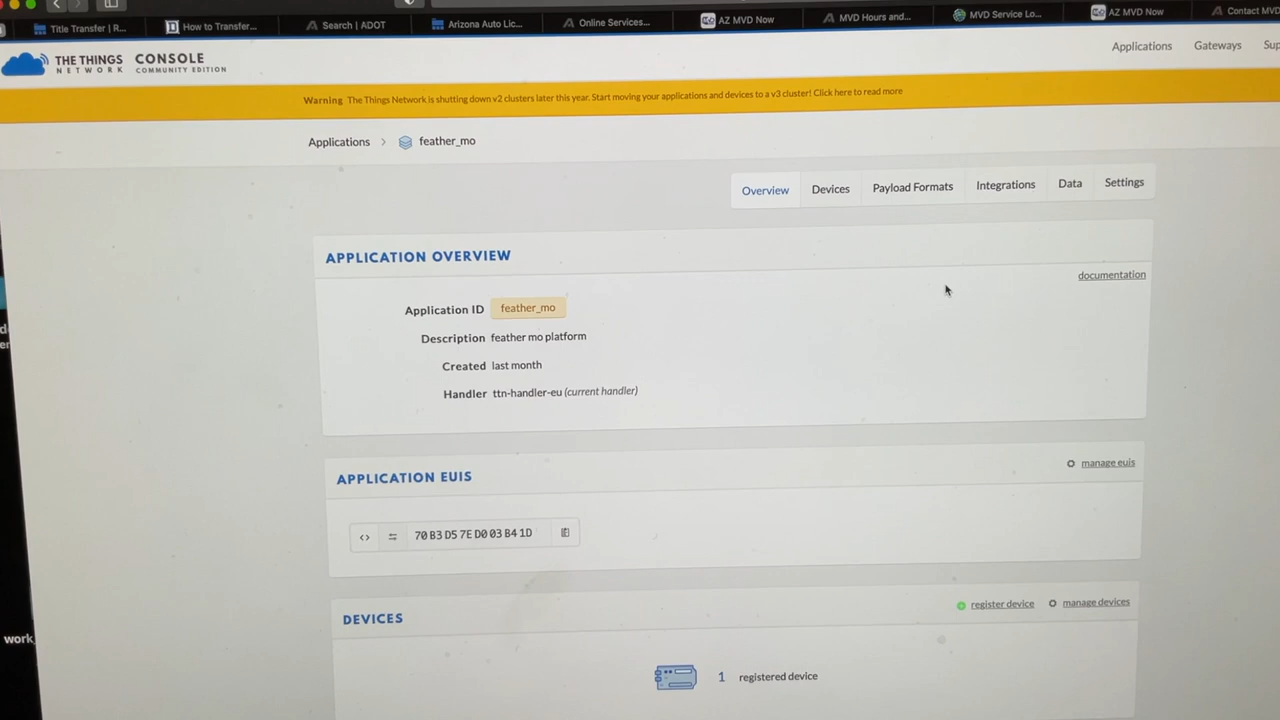 Title Transfer | R...
How to Transfer...
Search | ADOT
Arizona Auto Lic...
Online Services...
AZ MVD Now
MVD Hours and...
MVD Service Lo...
AZ MVD Now
Contact MVD
THE THINGS NETWORK
CONSOLE
COMMUNITY EDITION
Applications
Gateways
Sup
Warning The Things Network is shutting down v2 clusters later this year. Start moving your applications and devices to a v3 cluster! Click here to read more
Applications > feather_mo
Overview
Devices
Payload Formats
Integrations
Data
Settings
APPLICATION OVERVIEW
documentation
Application ID feather_mo
Description feather mo platform
Created last month
Handler ttn-handler-eu (current handler)
APPLICATION EUIS
manage euis
<> 70 B3 D5 7E D0 03 B4 1D
DEVICES
register device
manage devices
work
1 registered device